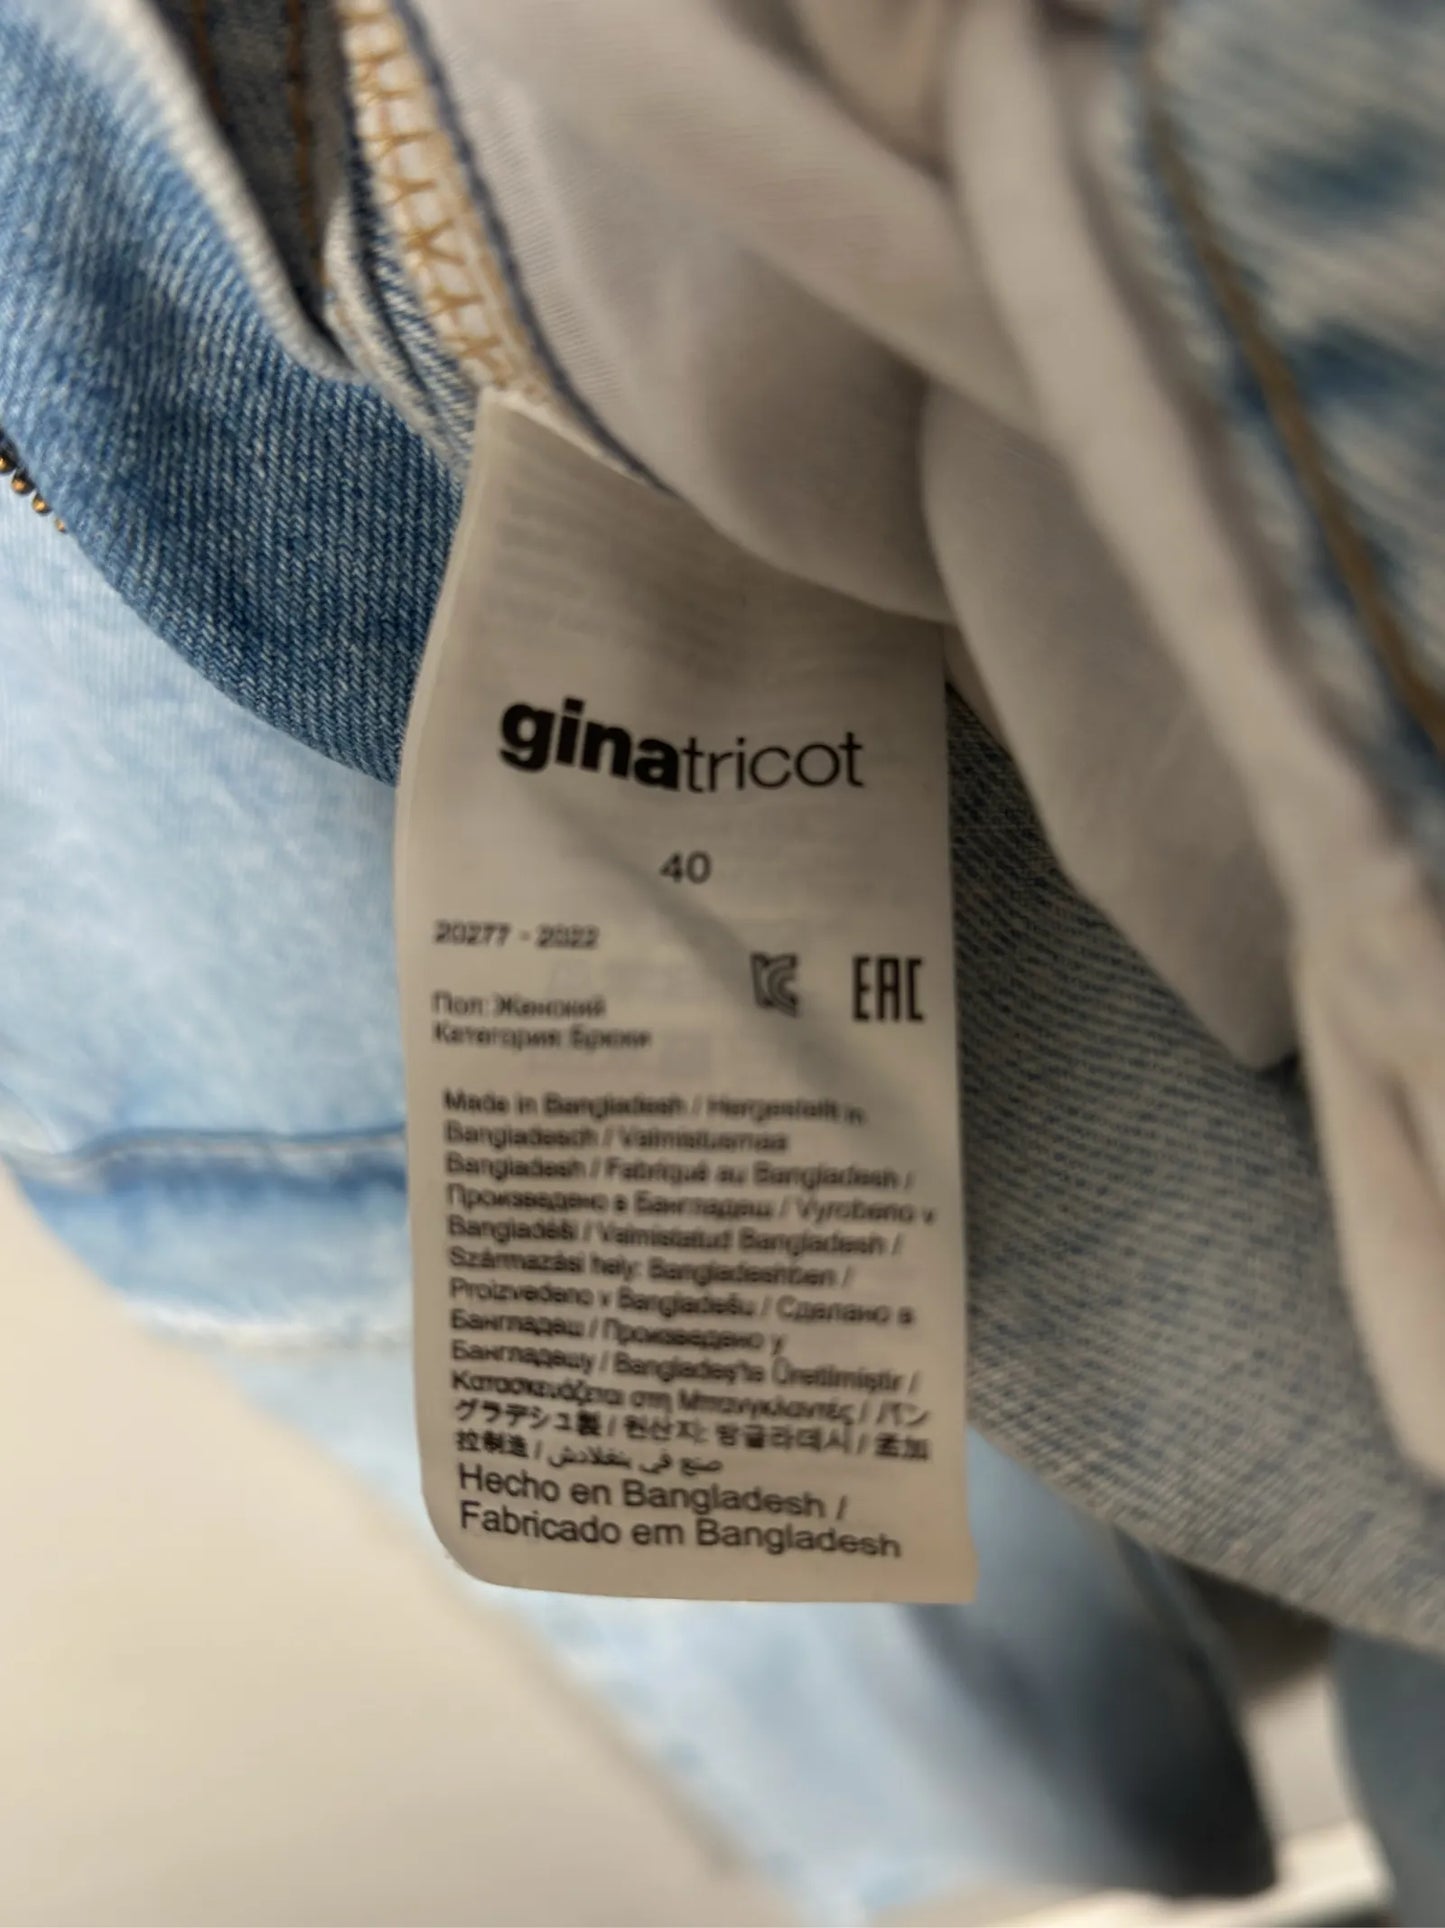 ginatricot
40
20277 - 2022
KC
EAC
Пол: Женский
Категория: Брюки
Made in Bangladesh / Hergestellt in
Bangladesch / Valmistusmaa
Bangladesh / Fabriqué au Bangladesh /
Произведено в Бангладеш / Vyrobeno v
Bangladéši / Valmistatud Bangladesh /
Származási hely: Bangladeshben /
Proizvedeno v Bangladešu / Сделано в
Бангладеш / Произведено у
Бангладешу / Bangladeş'te Üretilmiştir /
Κατασκευάζεται στη Μπανγκλαντές / バン
グラデシュ製 / 원산지: 방글라데시 / 孟加
拉制造 / صنع في بنغلادش
Hecho en Bangladesh /
Fabricado em Bangladesh